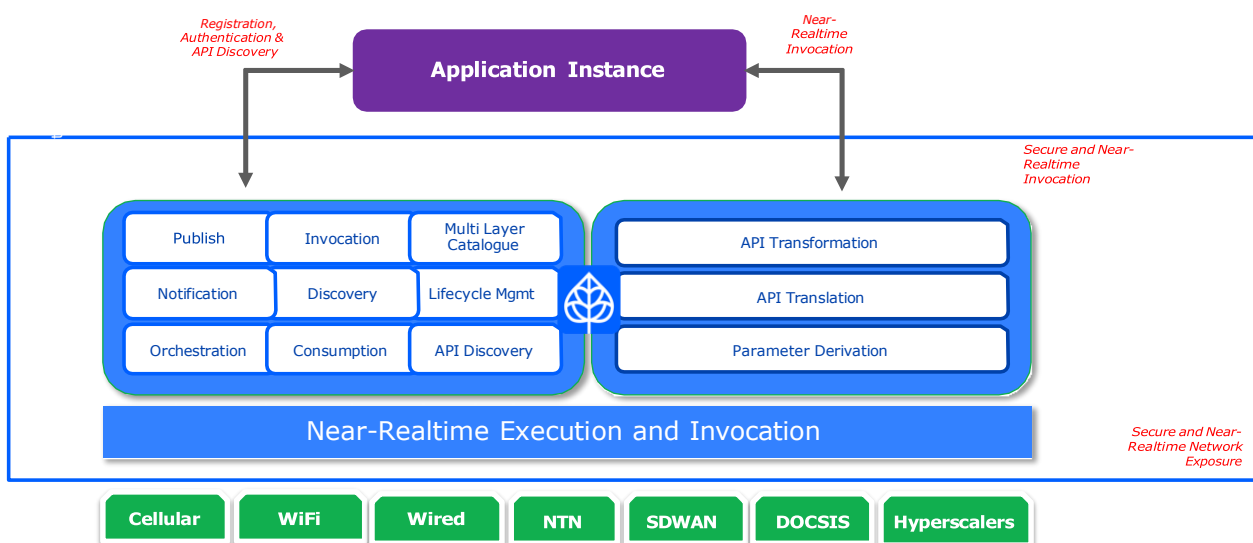 Registration,
Authentication &
API Discovery
Near-
Realtime
Invocation
Application Instance
Secure and Near-
Realtime
Invocation
Publish
Invocation
Multi Layer
Catalogue
Notification
Discovery
Lifecycle Mgmt
Orchestration
Consumption
API Discovery
API Transformation
API Translation
Parameter Derivation
Near-Realtime Execution and Invocation
Secure and Near-
Realtime Network
Exposure
Cellular
WiFi
Wired
NTN
SDWAN
DOCSIS
Hyperscalers